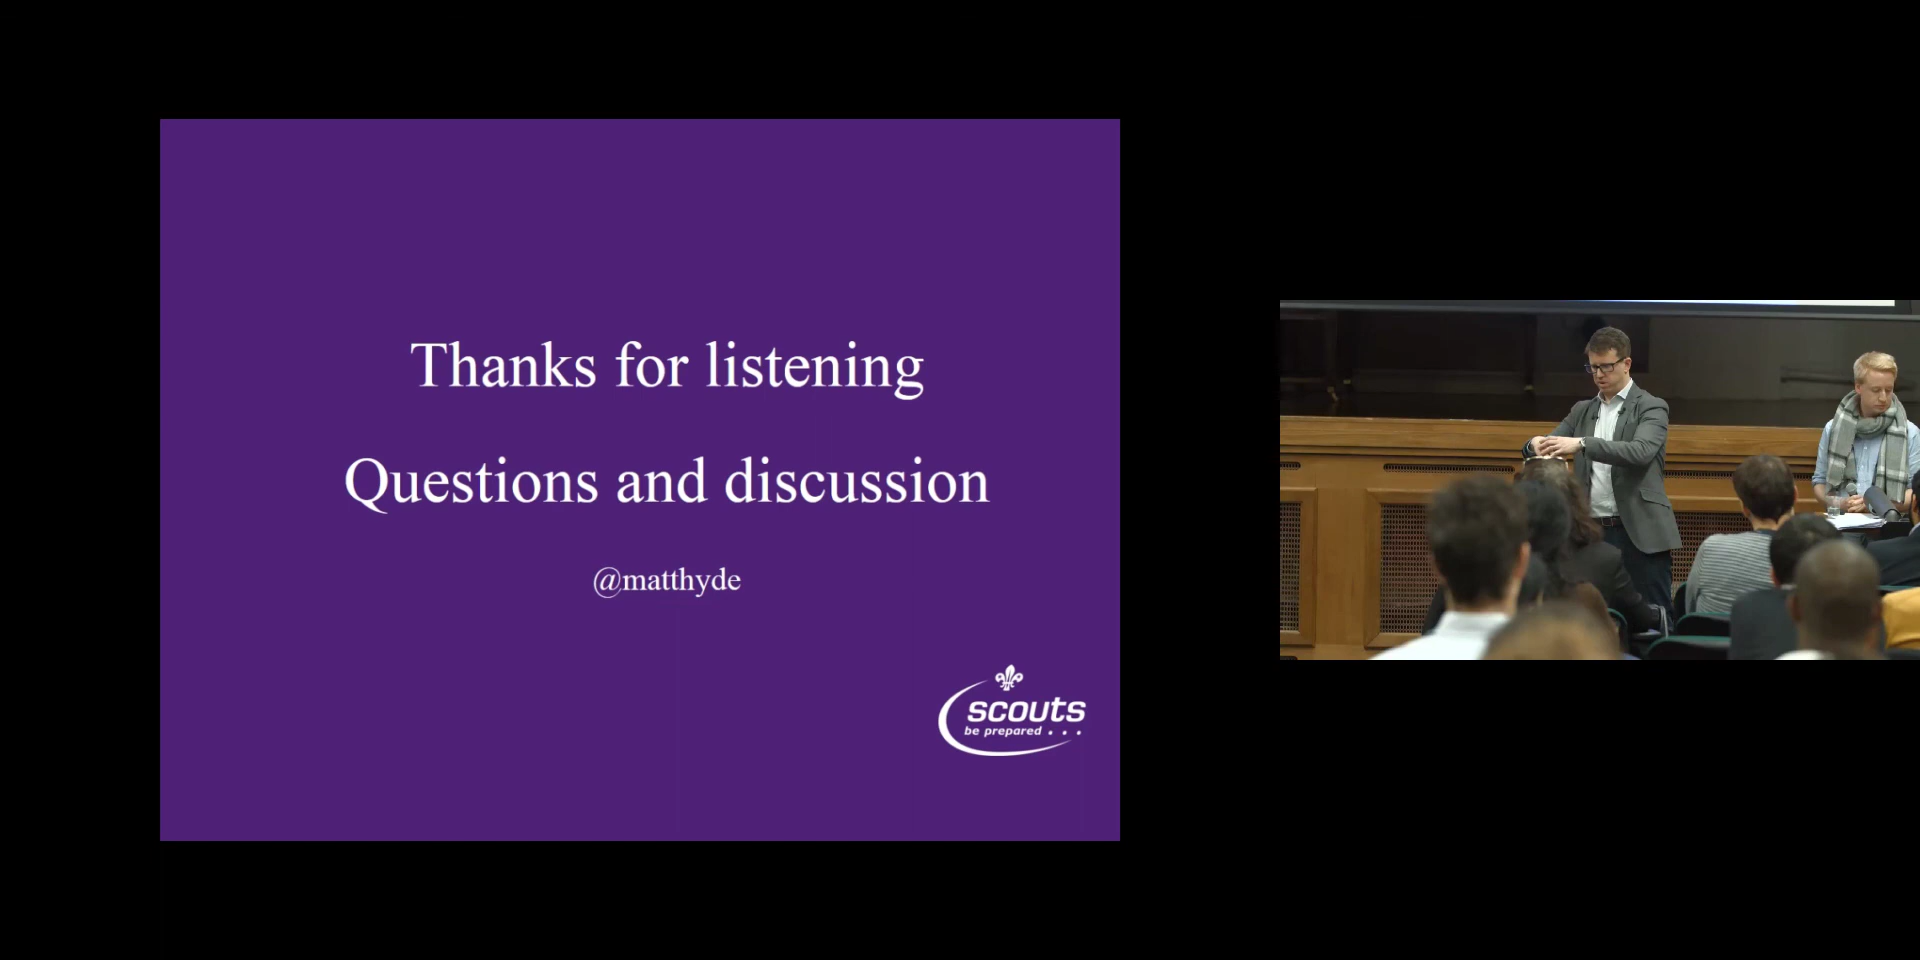 Thanks for listening
Questions and discussion
@matthyde
scouts
be prepared . . .